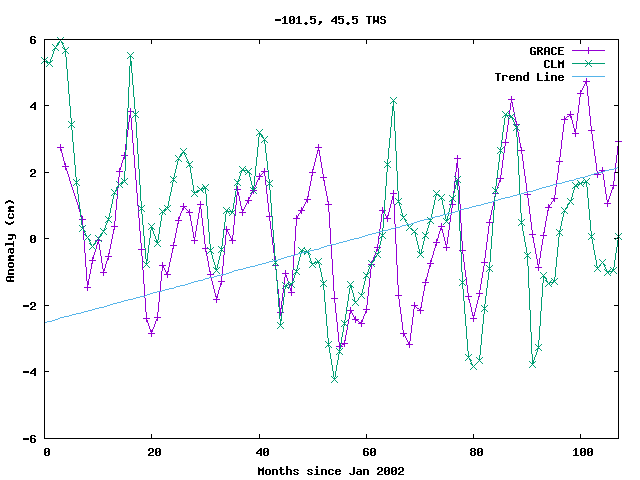 -101.5, 45.5 TWS
GRACE
CLM
Trend Line
Anomaly (cm)
6
4
2
0
-2
-4
-6
0 20 40 60 80 100
Months since Jan 2002